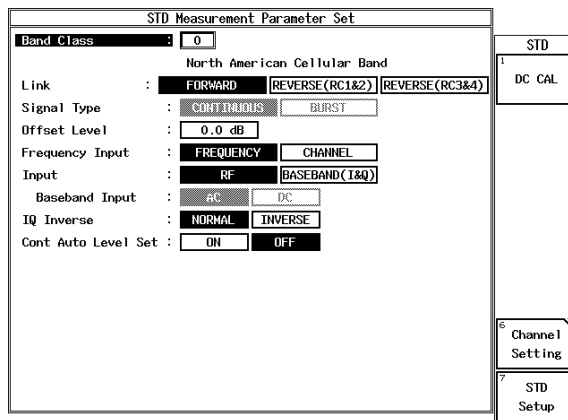 STD Measurement Parameter Set
Band Class : 0
North American Cellular Band
Link : FORWARD REVERSE(RC1&2) REVERSE(RC3&4)
Signal Type : CONTINUOUS BURST
Offset Level : 0.0 dB
Frequency Input : FREQUENCY CHANNEL
Input : RF BASEBAND(I&Q)
Baseband Input : AC DC
IQ Inverse : NORMAL INVERSE
Cont Auto Level Set : ON OFF
STD
1
DC CAL
6
Channel
Setting
7
STD
Setup